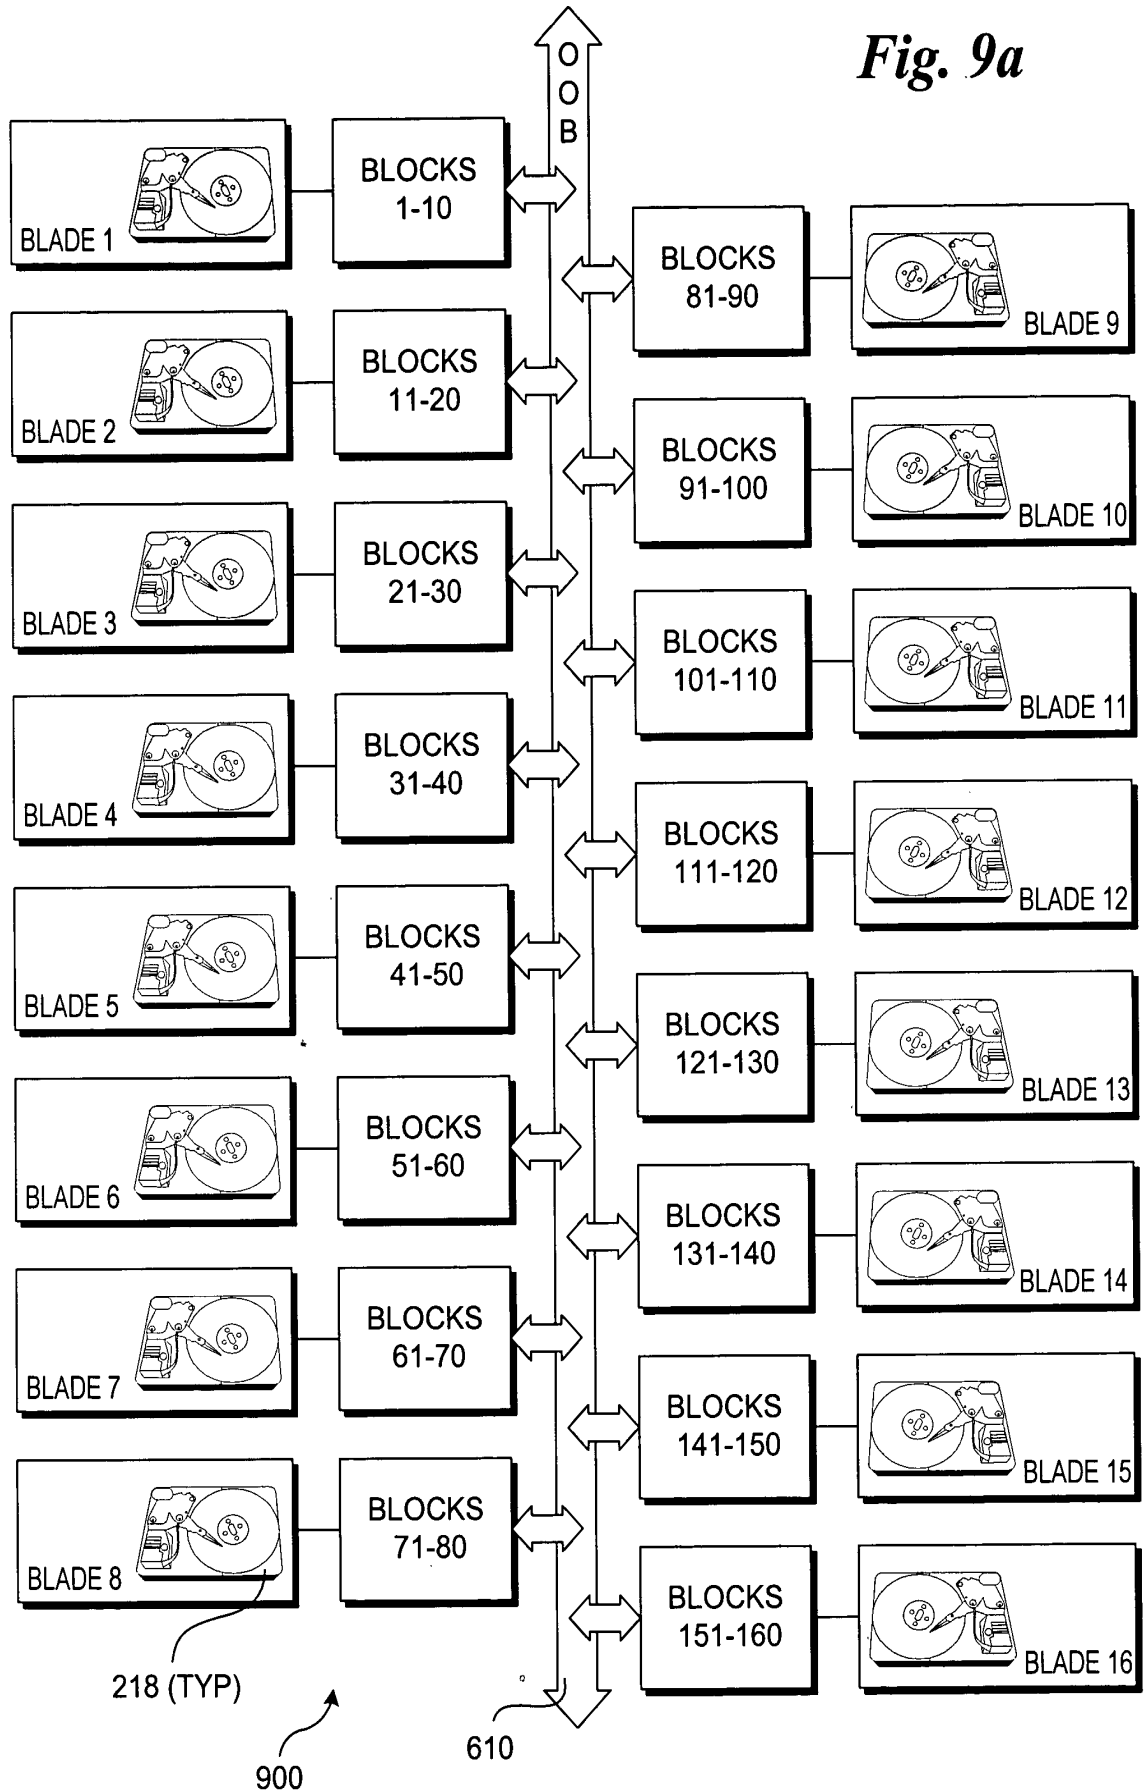 Fig. 9a
O
O
B
BLADE 1
BLOCKS
1-10
BLADE 2
BLOCKS
11-20
BLADE 3
BLOCKS
21-30
BLADE 4
BLOCKS
31-40
BLADE 5
BLOCKS
41-50
BLADE 6
BLOCKS
51-60
BLADE 7
BLOCKS
61-70
BLADE 8
BLOCKS
71-80
BLOCKS
81-90
BLADE 9
BLOCKS
91-100
BLADE 10
BLOCKS
101-110
BLADE 11
BLOCKS
111-120
BLADE 12
BLOCKS
121-130
BLADE 13
BLOCKS
131-140
BLADE 14
BLOCKS
141-150
BLADE 15
BLOCKS
151-160
BLADE 16
218 (TYP)
900
610